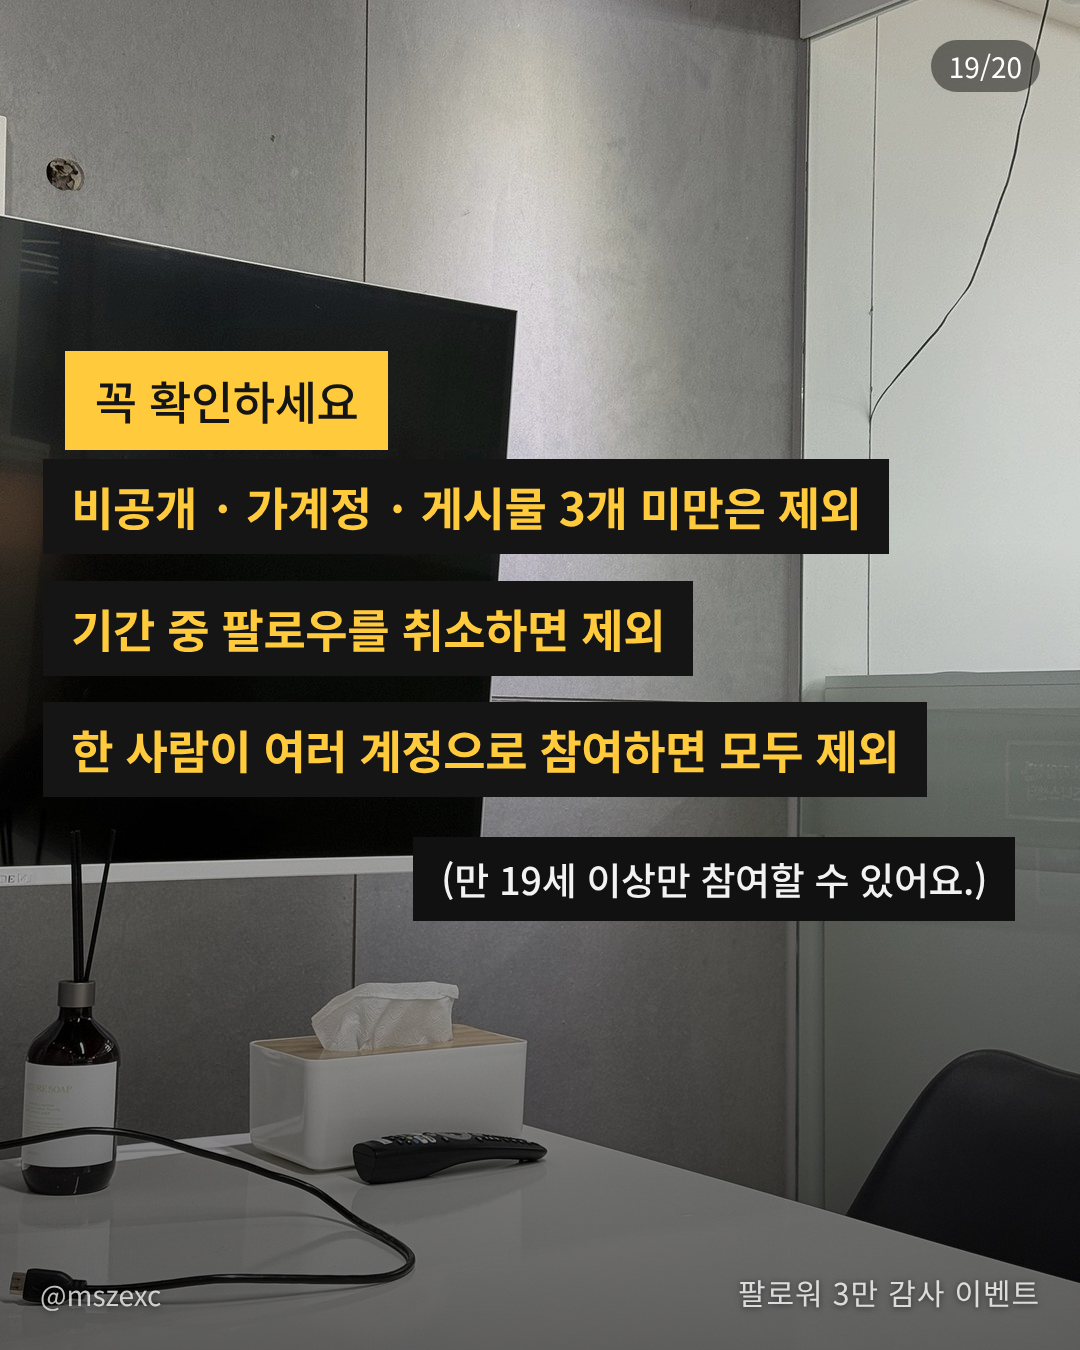 19/20
꼭 확인하세요
비공개 · 가계정 · 게시물 3개 미만은 제외
기간 중 팔로우를 취소하면 제외
한 사람이 여러 계정으로 참여하면 모두 제외
(만 19세 이상만 참여할 수 있어요.)
@mszexc
팔로워 3만 감사 이벤트